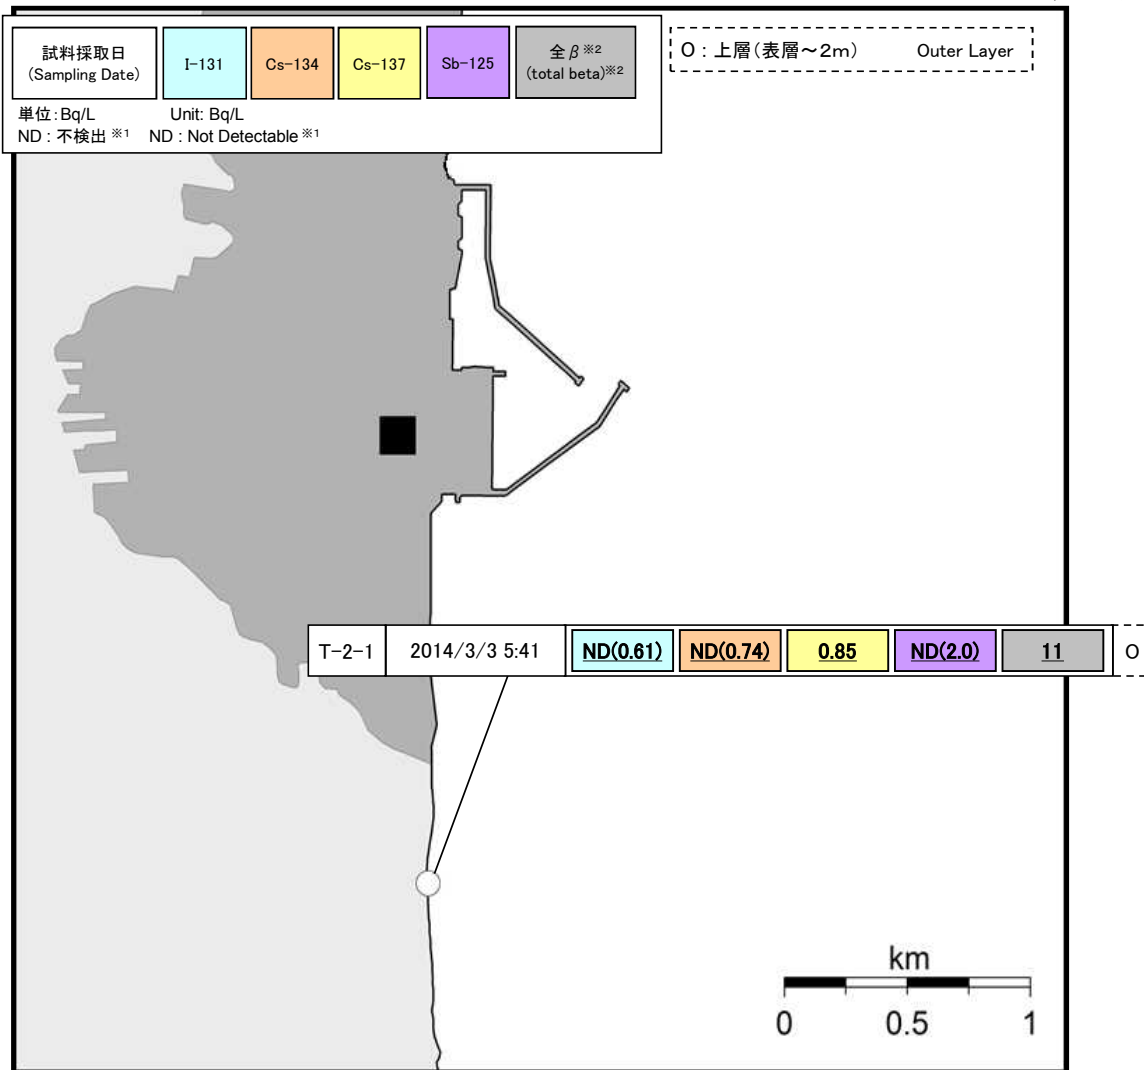 試料採取日
(Sampling Date)
I-131
Cs-134
Cs-137
Sb-125
全β※2
(total beta)※2
単位:Bq/L Unit: Bq/L
ND : 不検出 ※1 ND : Not Detectable ※1
O : 上層(表層～2m) Outer Layer
T-2-1 2014/3/3 5:41 ND(0.61) ND(0.74) 0.85 ND(2.0) 11 O
km
0 0.5 1